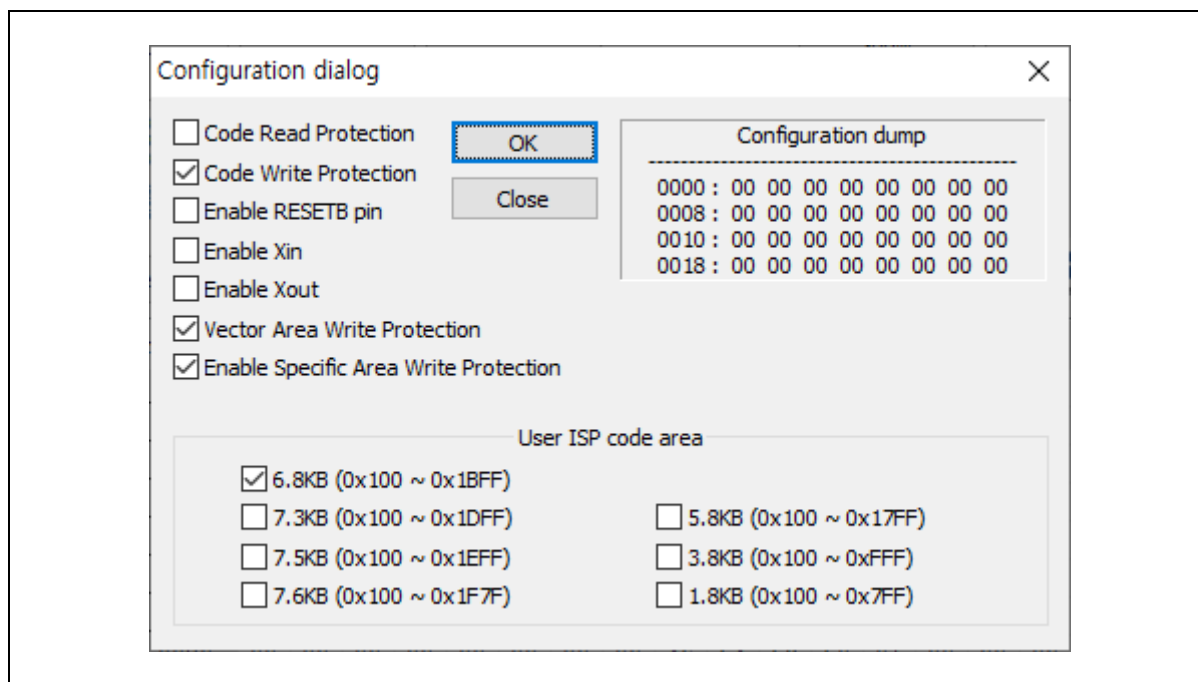 Configuration dialog
Code Read Protection
Code Write Protection
Enable RESETB pin
Enable Xin
Enable Xout
Vector Area Write Protection
Enable Specific Area Write Protection
OK
Close
Configuration dump
---------------------------------------------
0000 : 00 00 00 00 00 00 00 00
0008 : 00 00 00 00 00 00 00 00
0010 : 00 00 00 00 00 00 00 00
0018 : 00 00 00 00 00 00 00 00
User ISP code area
6.8KB (0x100 ~ 0x1BFF)
7.3KB (0x100 ~ 0x1DFF)
7.5KB (0x100 ~ 0x1EFF)
7.6KB (0x100 ~ 0x1F7F)
5.8KB (0x100 ~ 0x17FF)
3.8KB (0x100 ~ 0xFFF)
1.8KB (0x100 ~ 0x7FF)